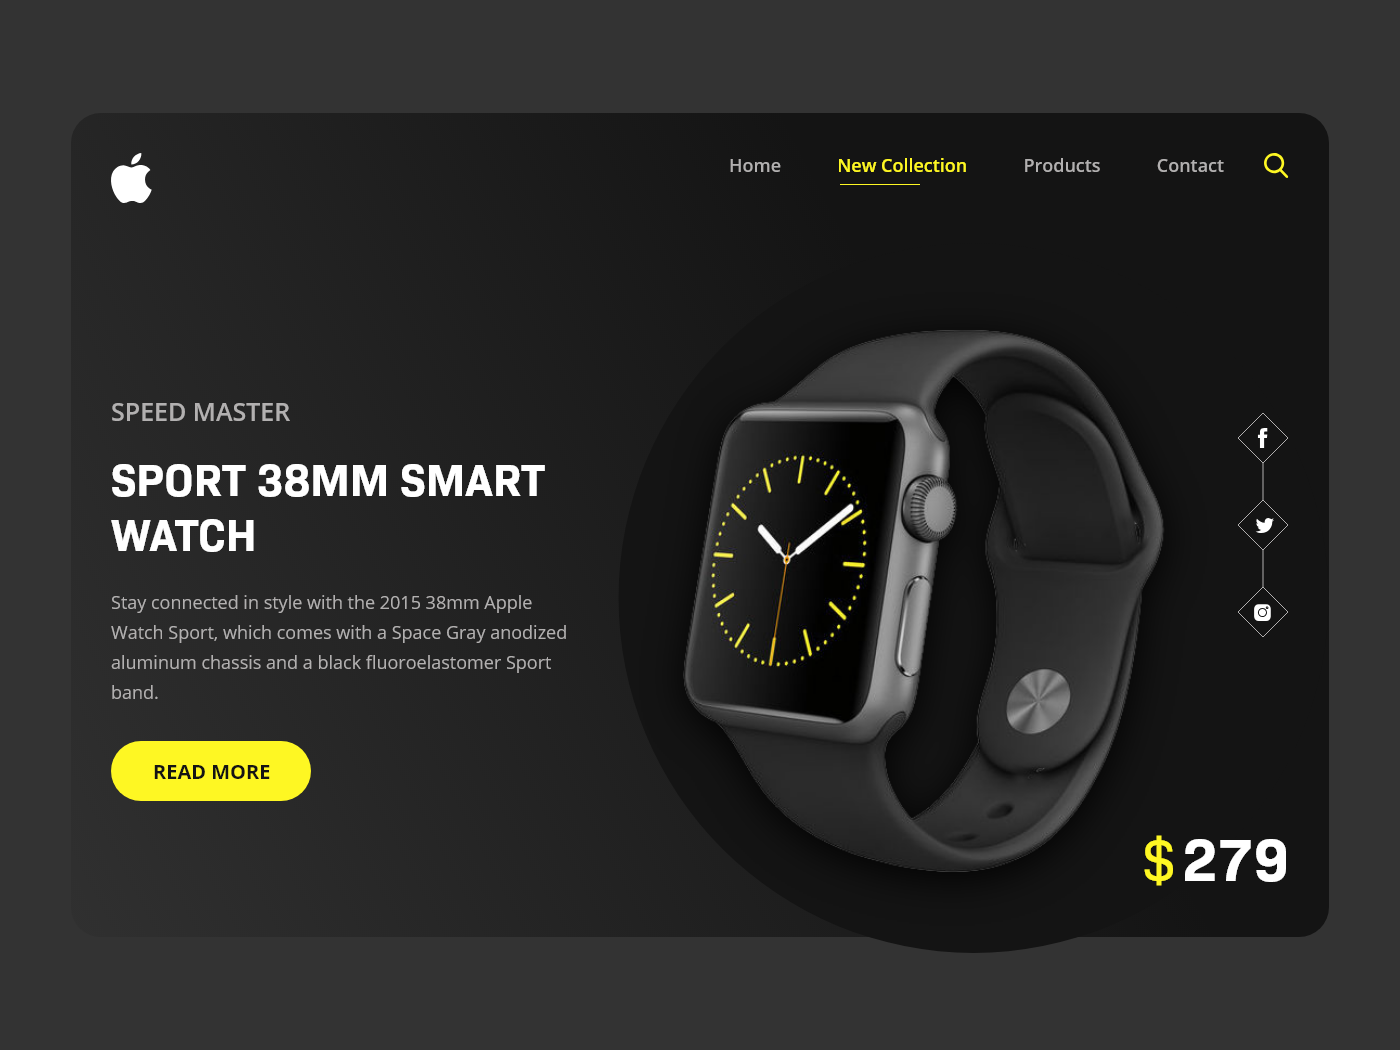 Home
New Collection
Products
Contact
SPEED MASTER
SPORT 38MM SMART
WATCH
Stay connected in style with the 2015 38mm Apple
Watch Sport, which comes with a Space Gray anodized
aluminum chassis and a black fluoroelastomer Sport
band.
READ MORE
$ 279